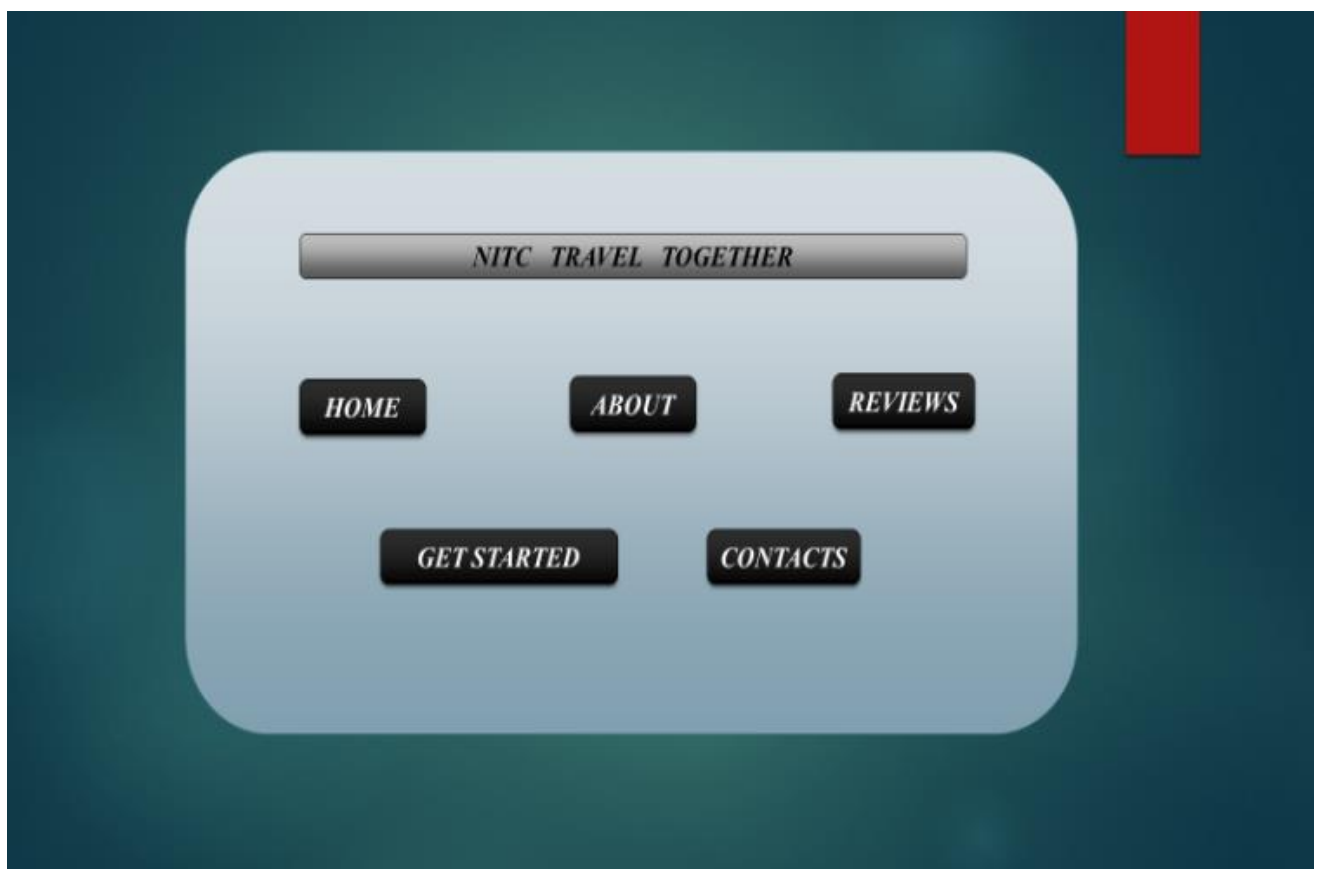 NITC TRAVEL TOGETHER
HOME
ABOUT
REVIEWS
GET STARTED
CONTACTS